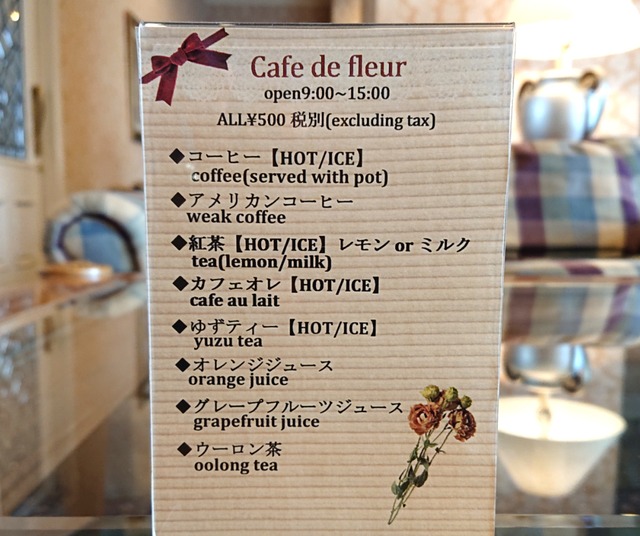 Cafe de fleur
open9:00~15:00
ALL¥500 税別(excluding tax)
◆コーヒー【HOT/ICE】
coffee(served with pot)
◆アメリカンコーヒー
weak coffee
◆紅茶【HOT/ICE】レモン or ミルク
tea(lemon/milk)
◆カフェオレ【HOT/ICE】
cafe au lait
◆ゆずティー【HOT/ICE】
yuzu tea
◆オレンジジュース
orange juice
◆グレープフルーツジュース
grapefruit juice
◆ウーロン茶
oolong tea